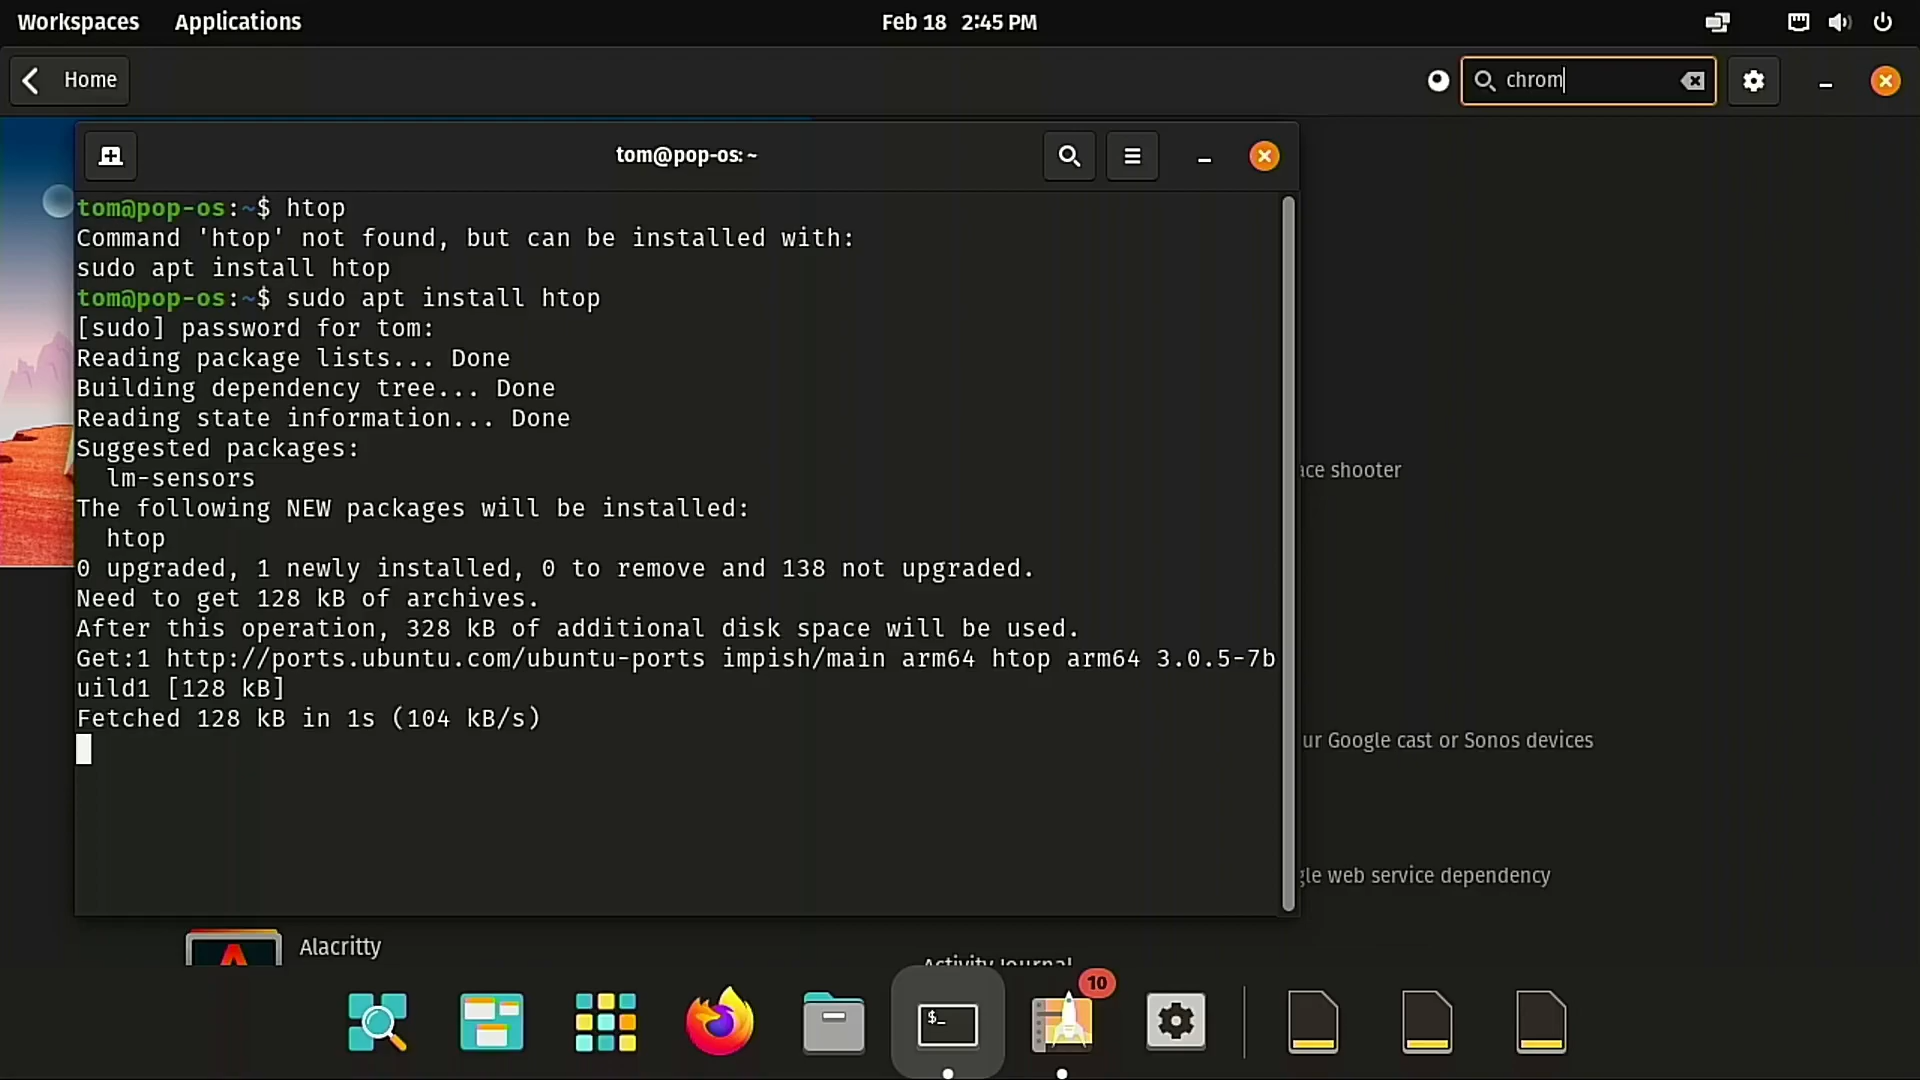 Workspaces Applications Feb 18 2:45 PM
Home chrom
tom@pop-os: ~
tom@pop-os:~$ htop
Command 'htop' not found, but can be installed with:
sudo apt install htop
tom@pop-os:~$ sudo apt install htop
[sudo] password for tom:
Reading package lists... Done
Building dependency tree... Done
Reading state information... Done
Suggested packages:
  lm-sensors
The following NEW packages will be installed:
  htop
0 upgraded, 1 newly installed, 0 to remove and 138 not upgraded.
Need to get 128 kB of archives.
After this operation, 328 kB of additional disk space will be used.
Get:1 http://ports.ubuntu.com/ubuntu-ports impish/main arm64 htop arm64 3.0.5-7b
uild1 [128 kB]
Fetched 128 kB in 1s (104 kB/s)
ace shooter
ur Google cast or Sonos devices
gle web service dependency
Alacritty
Activity Journal
$_
10